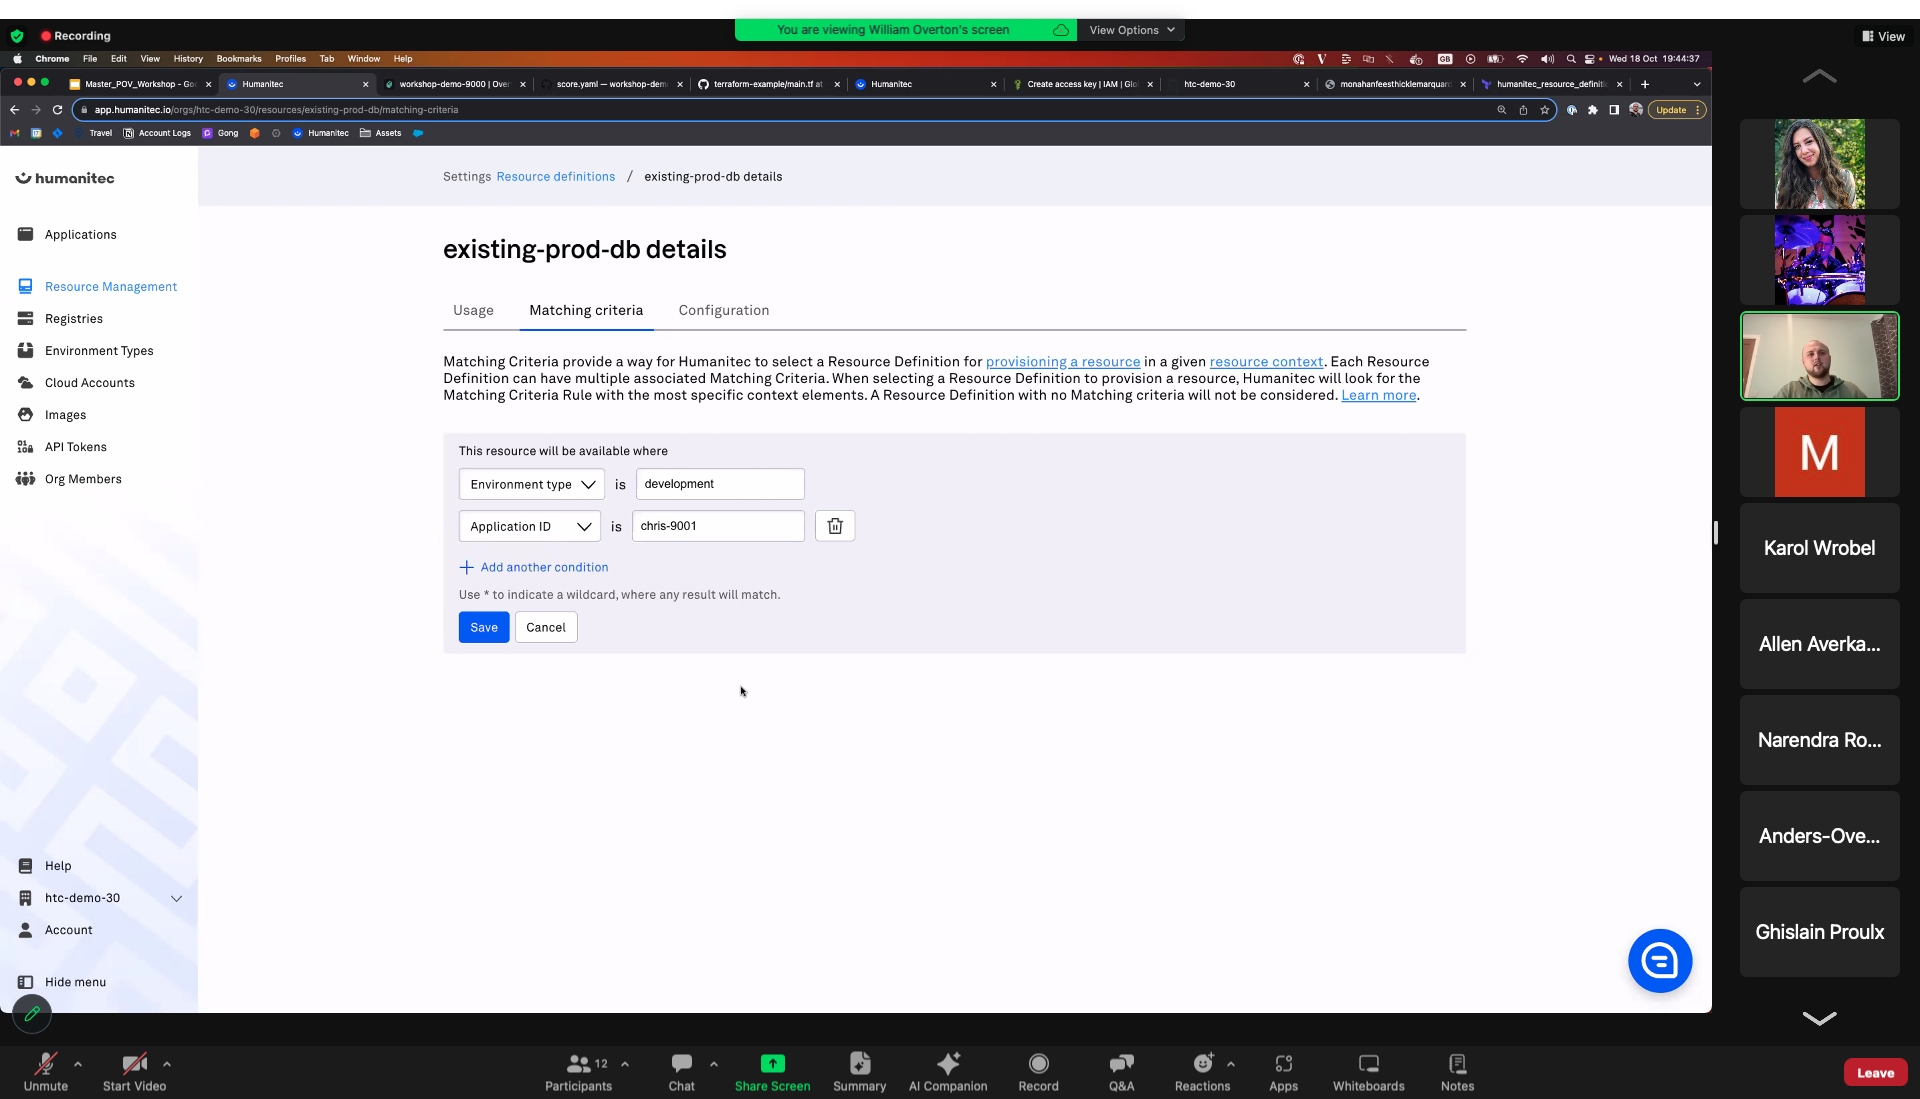 You are viewing William Overton's screen
View Options
Recording
View
Chrome File Edit View History Bookmarks Profiles Tab Window Help
GB
Wed 18 Oct 19:44:37
Master_POV_Workshop - Go
Humanitec
workshop-demo-9000 | Over
score.yaml — workshop-dem
terraform-example/main.tf at
Humanitec
Create access key | IAM | Glo
htc-demo-30
monahanfeesthicklemarquard
humanitec_resource_definitio
app.humanitec.io/orgs/htc-demo-30/resources/existing-prod-db/matching-criteria
Update
Travel Account Logs Gong Humanitec Assets
humanitec
Applications
Resource Management
Registries
Environment Types
Cloud Accounts
Images
API Tokens
Org Members
Help
htc-demo-30
Account
Hide menu
Settings Resource definitions / existing-prod-db details
existing-prod-db details
Usage Matching criteria Configuration
Matching Criteria provide a way for Humanitec to select a Resource Definition for provisioning a resource in a given resource context. Each Resource
Definition can have multiple associated Matching Criteria. When selecting a Resource Definition to provision a resource, Humanitec will look for the
Matching Criteria Rule with the most specific context elements. A Resource Definition with no Matching criteria will not be considered. Learn more.
This resource will be available where
Environment type is development
Application ID is chris-9001
Add another condition
Use * to indicate a wildcard, where any result will match.
Save Cancel
M
Karol Wrobel
Allen Averka...
Narendra Ro...
Anders-Ove...
Ghislain Proulx
Unmute
Start Video
12
Participants
Chat
Share Screen
Summary
AI Companion
Record
Q&A
Reactions
Apps
Whiteboards
Notes
Leave